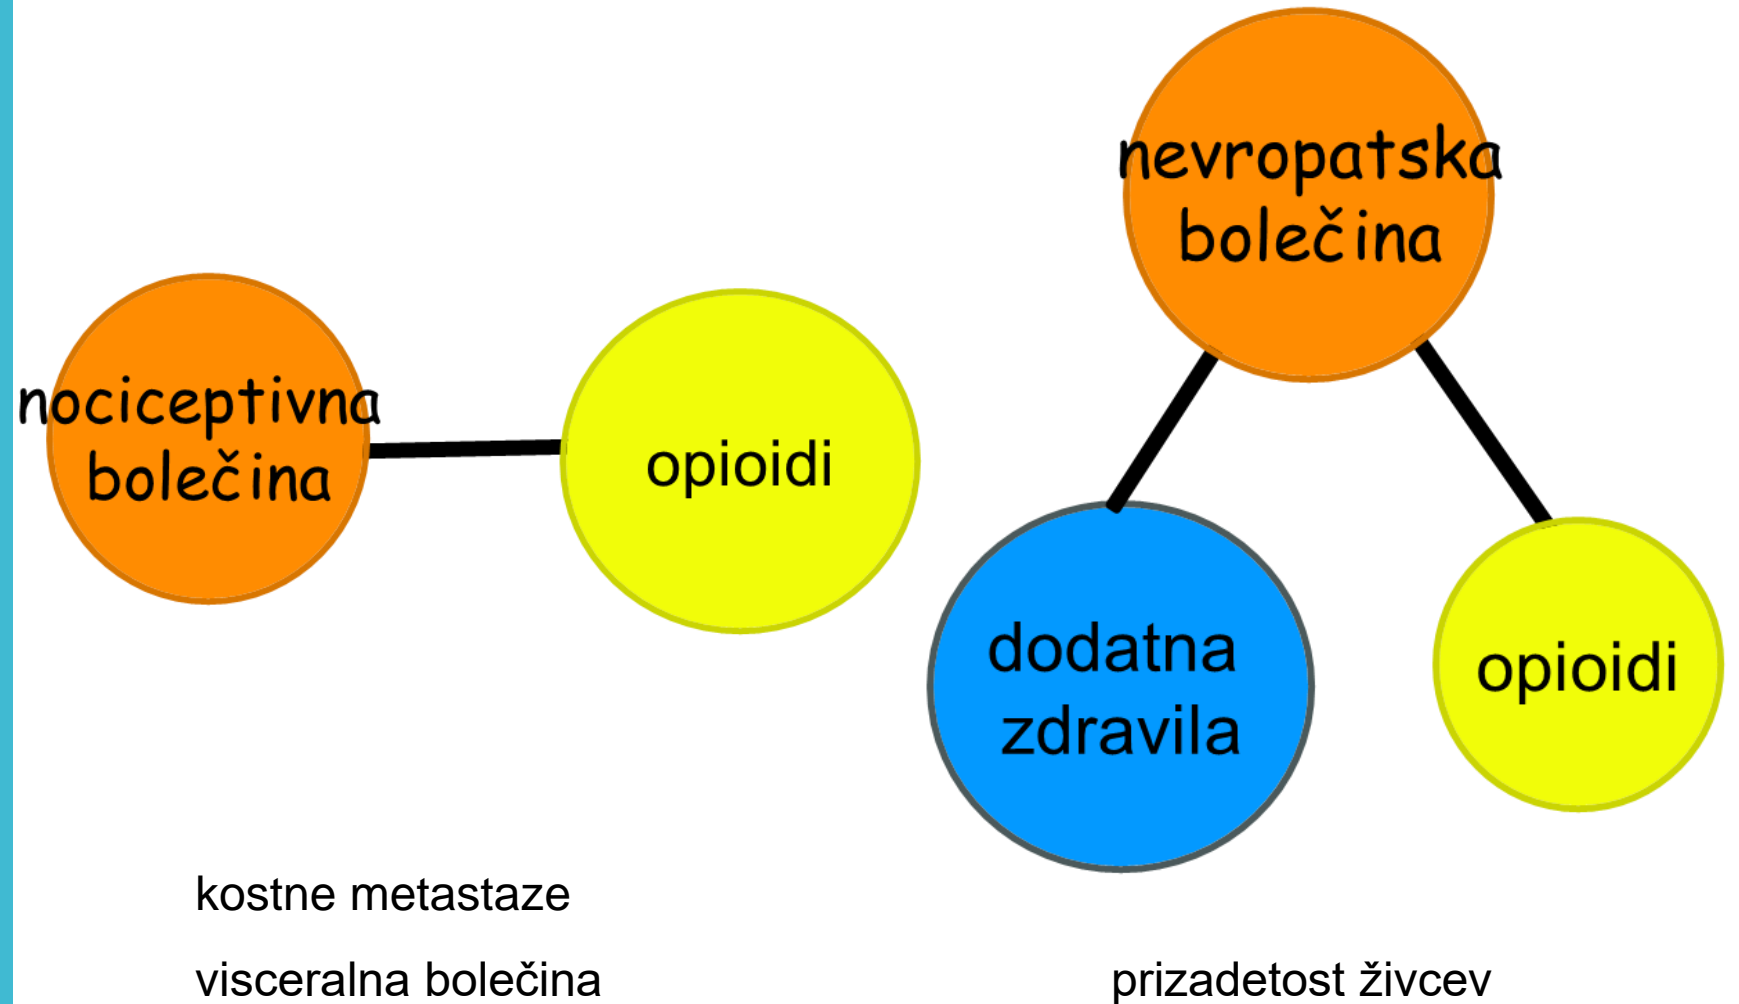 nociceptivna
bolečina
opioidi
nevropatska
bolečina
dodatna
zdravila
opioidi
kostne metastaze
visceralna bolečina
prizadetost živcev